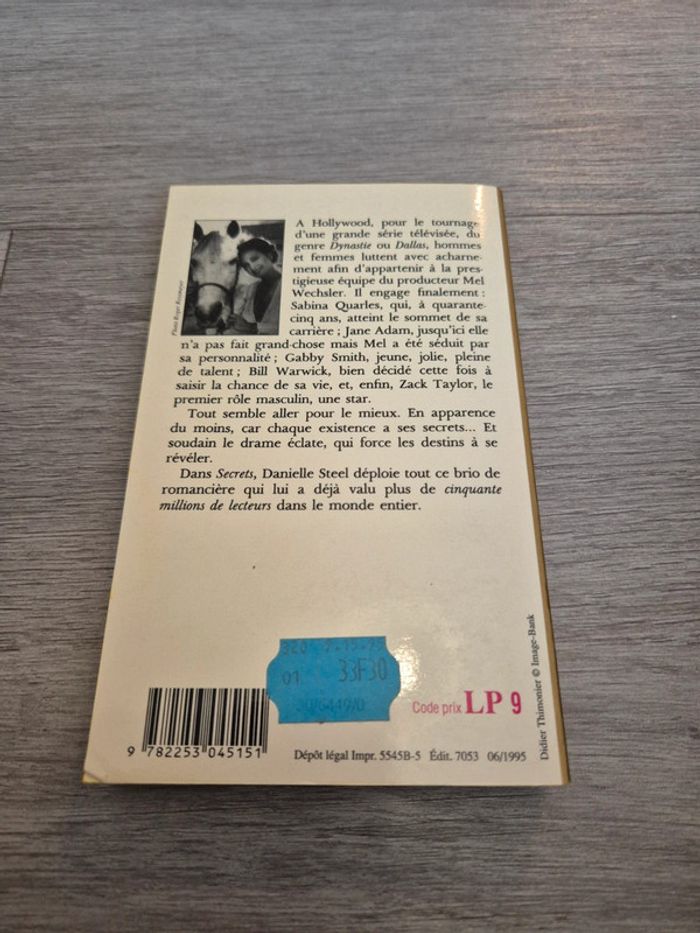 A Hollywood, pour le tournage
d'une grande série télévisée, du
genre Dynastie ou Dallas, hommes
et femmes luttent avec acharne-
ment afin d'appartenir à la pres-
tigieuse équipe du producteur Mel
Wechsler. Il engage finalement :
Sabina Quarles, qui, à quarante-
cinq ans, atteint le sommet de sa
carrière ; Jane Adam, jusqu'ici elle
n'a pas fait grand-chose mais Mel a été séduit par
sa personnalité ; Gabby Smith, jeune, jolie, pleine
de talent ; Bill Warwick, bien décidé cette fois à
saisir la chance de sa vie, et, enfin, Zack Taylor, le
premier rôle masculin, une star.
Tout semble aller pour le mieux. En apparence
du moins, car chaque existence a ses secrets... Et
soudain le drame éclate, qui force les destins à se
révéler.
Dans Secrets, Danielle Steel déploie tout ce brio de
romancière qui lui a déjà valu plus de cinquante
millions de lecteurs dans le monde entier.
Photo Roger
01 33F30
Code prix LP 9
9 782253 045151
Dépôt légal Impr. 5545B-5 Édit. 7053 06/1995
Didier Thimonier © Image-Bank